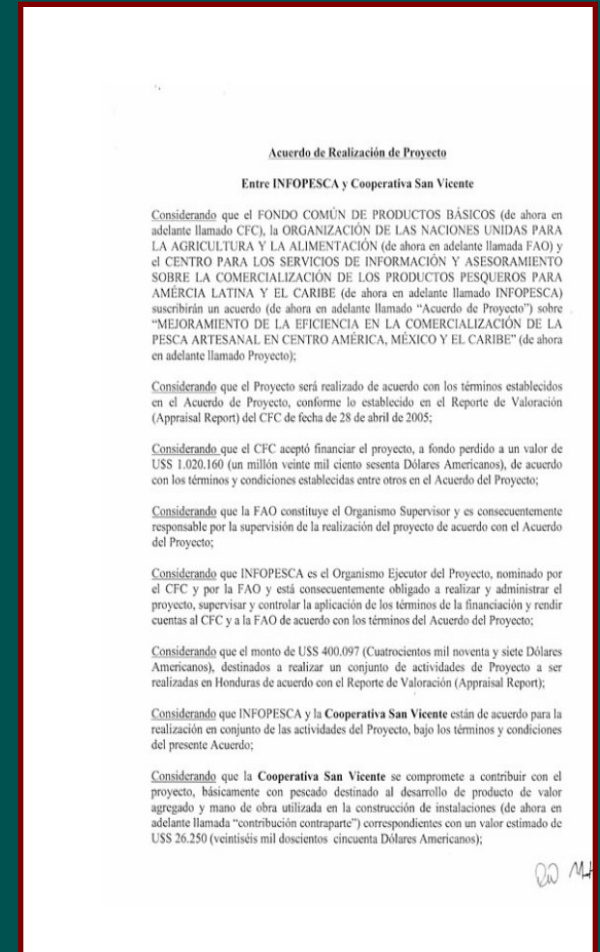 Acuerdo de Realización de Proyecto
Entre INFOPESCA y Cooperativa San Vicente
Considerando que el FONDO COMÚN DE PRODUCTOS BÁSICOS (de ahora en
adelante llamado CFC), la ORGANIZACIÓN DE LAS NACIONES UNIDAS PARA
LA AGRICULTURA Y LA ALIMENTACIÓN (de ahora en adelante llamada FAO) y
el CENTRO PARA LOS SERVICIOS DE INFORMACIÓN Y ASESORAMIENTO
SOBRE LA COMERCIALIZACIÓN DE LOS PRODUCTOS PESQUEROS PARA
AMÉRCIA LATINA Y EL CARIBE (de ahora en adelante llamado INFOPESCA)
suscribirán un acuerdo (de ahora en adelante llamado “Acuerdo de Proyecto”) sobre
“MEJORAMIENTO DE LA EFICIENCIA EN LA COMERCIALIZACIÓN DE LA
PESCA ARTESANAL EN CENTRO AMÉRICA, MÉXICO Y EL CARIBE” (de ahora
en adelante llamado Proyecto);
Considerando que el Proyecto será realizado de acuerdo con los términos establecidos
en el Acuerdo de Proyecto, conforme lo establecido en el Reporte de Valoración
(Appraisal Report) del CFC de fecha de 28 de abril de 2005;
Considerando que el CFC aceptó financiar el proyecto, a fondo perdido a un valor de
US$ 1.020.160 (un millón veinte mil ciento sesenta Dólares Americanos), de acuerdo
con los términos y condiciones establecidas entre otros en el Acuerdo del Proyecto;
Considerando que la FAO constituye el Organismo Supervisor y es consecuentemente
responsable por la supervisión de la realización del proyecto de acuerdo con el Acuerdo
del Proyecto;
Considerando que INFOPESCA es el Organismo Ejecutor del Proyecto, nominado por
el CFC y por la FAO y está consecuentemente obligado a realizar y administrar el
proyecto, supervisar y controlar la aplicación de los términos de la financiación y rendir
cuentas al CFC y a la FAO de acuerdo con los términos del Acuerdo del Proyecto;
Considerando que el monto de US$ 400.097 (Cuatrocientos mil noventa y siete Dólares
Americanos), destinados a realizar un conjunto de actividades de Proyecto a ser
realizadas en Honduras de acuerdo con el Reporte de Valoración (Appraisal Report);
Considerando que INFOPESCA y la Cooperativa San Vicente están de acuerdo para la
realización en conjunto de las actividades del Proyecto, bajo los términos y condiciones
del presente Acuerdo;
Considerando que la Cooperativa San Vicente se compromete a contribuir con el
proyecto, básicamente con pescado destinado al desarrollo de producto de valor
agregado y mano de obra utilizada en la construcción de instalaciones (de ahora en
adelante llamada “contribución contraparte”) correspondientes con un valor estimado de
US$ 26.250 (veintiséis mil doscientos cincuenta Dólares Americanos);